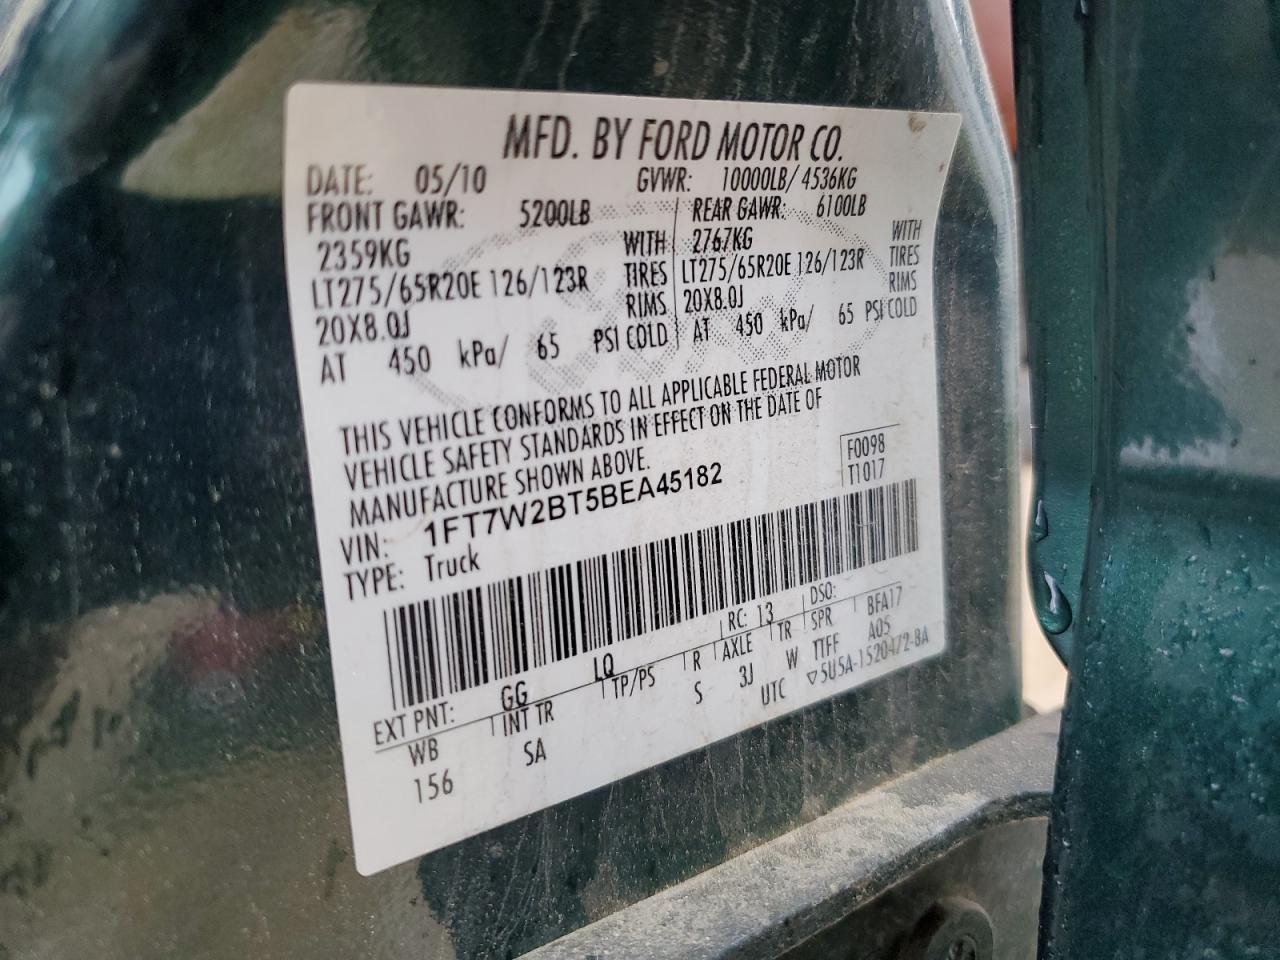 MFD. BY FORD MOTOR CO.
DATE: 05/10 GVWR: 10000LB/ 4536KG
FRONT GAWR: 5200LB REAR GAWR: 6100LB
2359KG WITH 2767KG WITH
LT275/65R20E 126/123R TIRES LT275/65R20E 126/123R TIRES
20X8.0J RIMS 20X8.0J RIMS
AT 450 kPa/ 65 PSI COLD AT 450 kPa/ 65 PSI COLD
THIS VEHICLE CONFORMS TO ALL APPLICABLE FEDERAL MOTOR
VEHICLE SAFETY STANDARDS IN EFFECT ON THE DATE OF
MANUFACTURE SHOWN ABOVE.
F0098
VIN: 1FT7W2BT5BEA45182 T1017
TYPE: Truck
EXT PNT: GG LQ RC: 13 DSO:
WB INT TR TP/PS R AXLE TR SPR BFA17
156 SA S 3J W TTFF A05
UTC ▽5U5A-1520472-BA